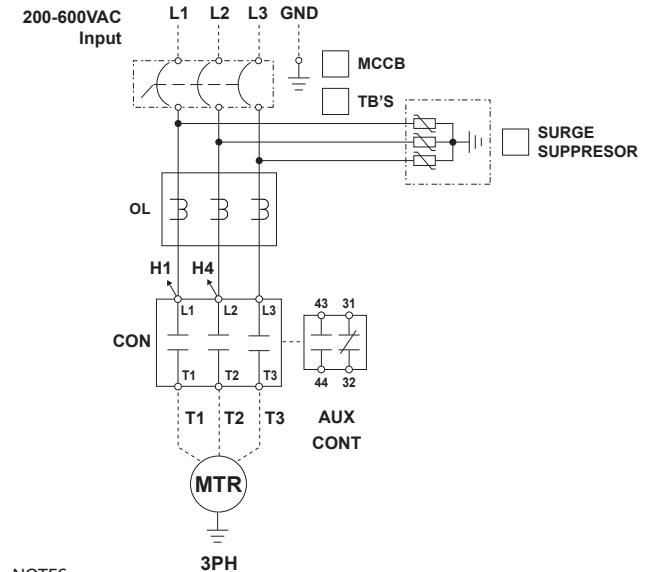 200-600VAC
Input
L1 L2 L3 GND
MCCB
TB'S
SURGE
SUPPRESOR
OL
H1 H4
L1 L2 L3
CON
T1 T2 T3
43 31
44 32
T1 T2 T3
AUX
CONT
MTR
3PH
NOTES